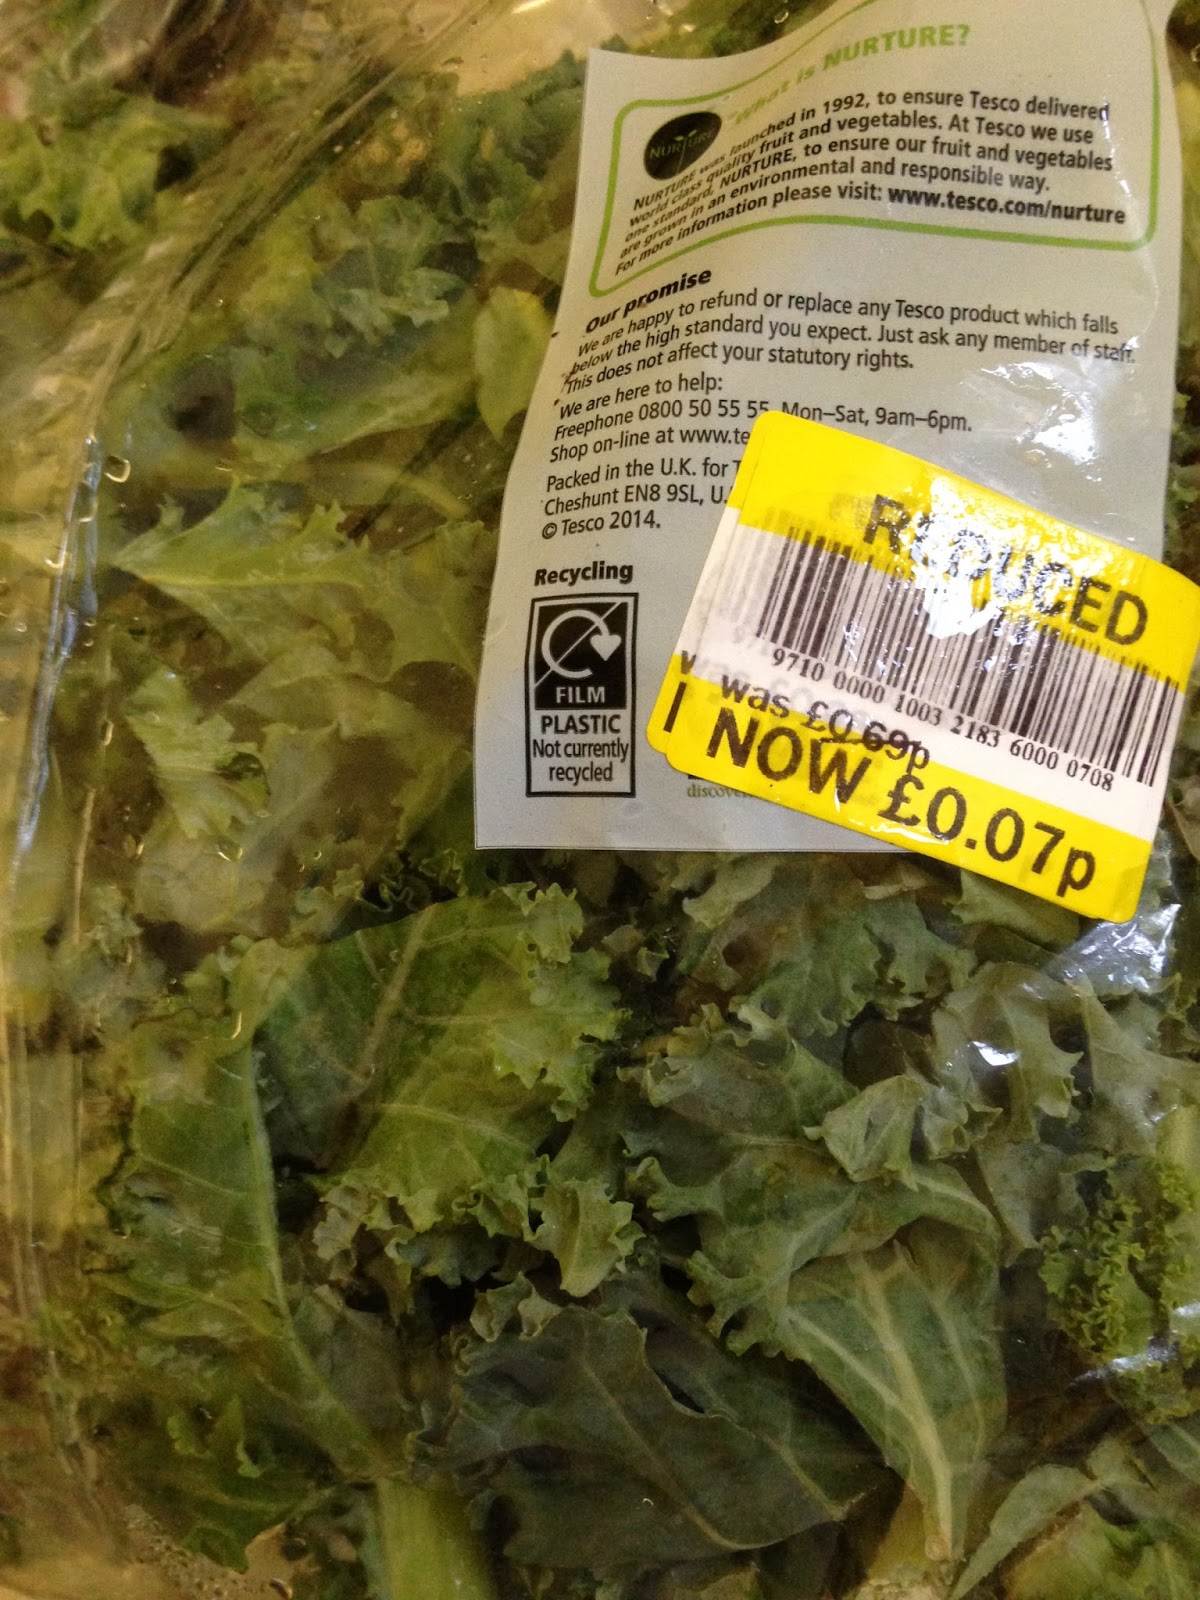 What is NURTURE?
NURTURE
NURTURE was launched in 1992, to ensure Tesco delivered
world class quality fruit and vegetables. At Tesco we use
one standard, NURTURE, to ensure our fruit and vegetables
are grown in an environmental and responsible way.
For more information please visit: www.tesco.com/nurture
Our promise
We are happy to refund or replace any Tesco product which falls
below the high standard you expect. Just ask any member of staff.
This does not affect your statutory rights.
We are here to help:
Freephone 0800 50 55 55 Mon–Sat, 9am–6pm.
Shop on-line at www.te
Packed in the U.K. for T
Cheshunt EN8 9SL, U.
© Tesco 2014.
Recycling
FILM
PLASTIC
Not currently
recycled
discove
REDUCED
9710 0000 1003 2183 6000 0708
was £0.69p
NOW £0.07p